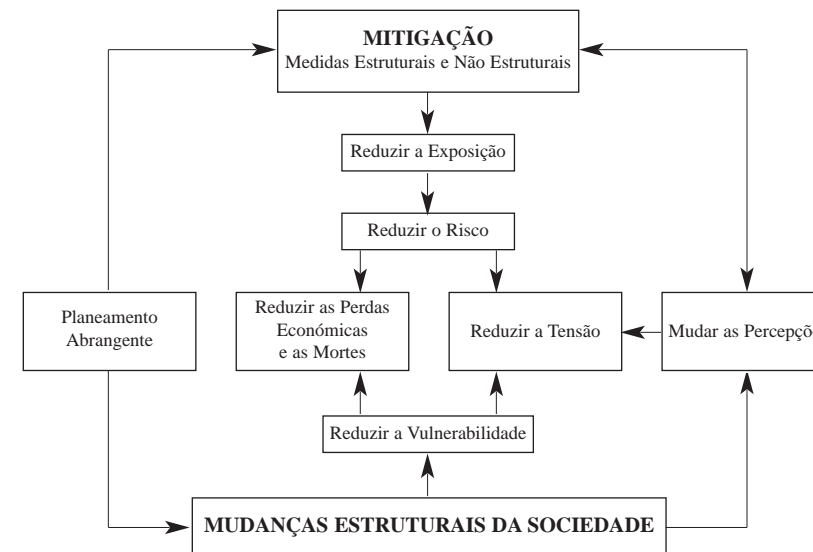 MITIGAÇÃO
Medidas Estruturais e Não Estruturais
Reduzir a Exposição
Reduzir o Risco
Planeamento
Abrangente
Reduzir as Perdas
Económicas
e as Mortes
Reduzir a Tensão
Mudar as
Reduzir a Vulnerabilidade
MUDANÇAS ESTRUTURAIS DA SOCIEDADE